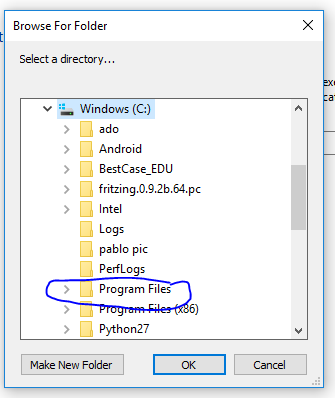 Browse For Folder
Select a directory...
Windows (C:)
ado
Android
BestCase_EDU
fritzing.0.9.2b.64.pc
Intel
Logs
pablo pic
PerfLogs
Program Files
Program Files (x86)
Python27
Make New Folder
OK
Cancel